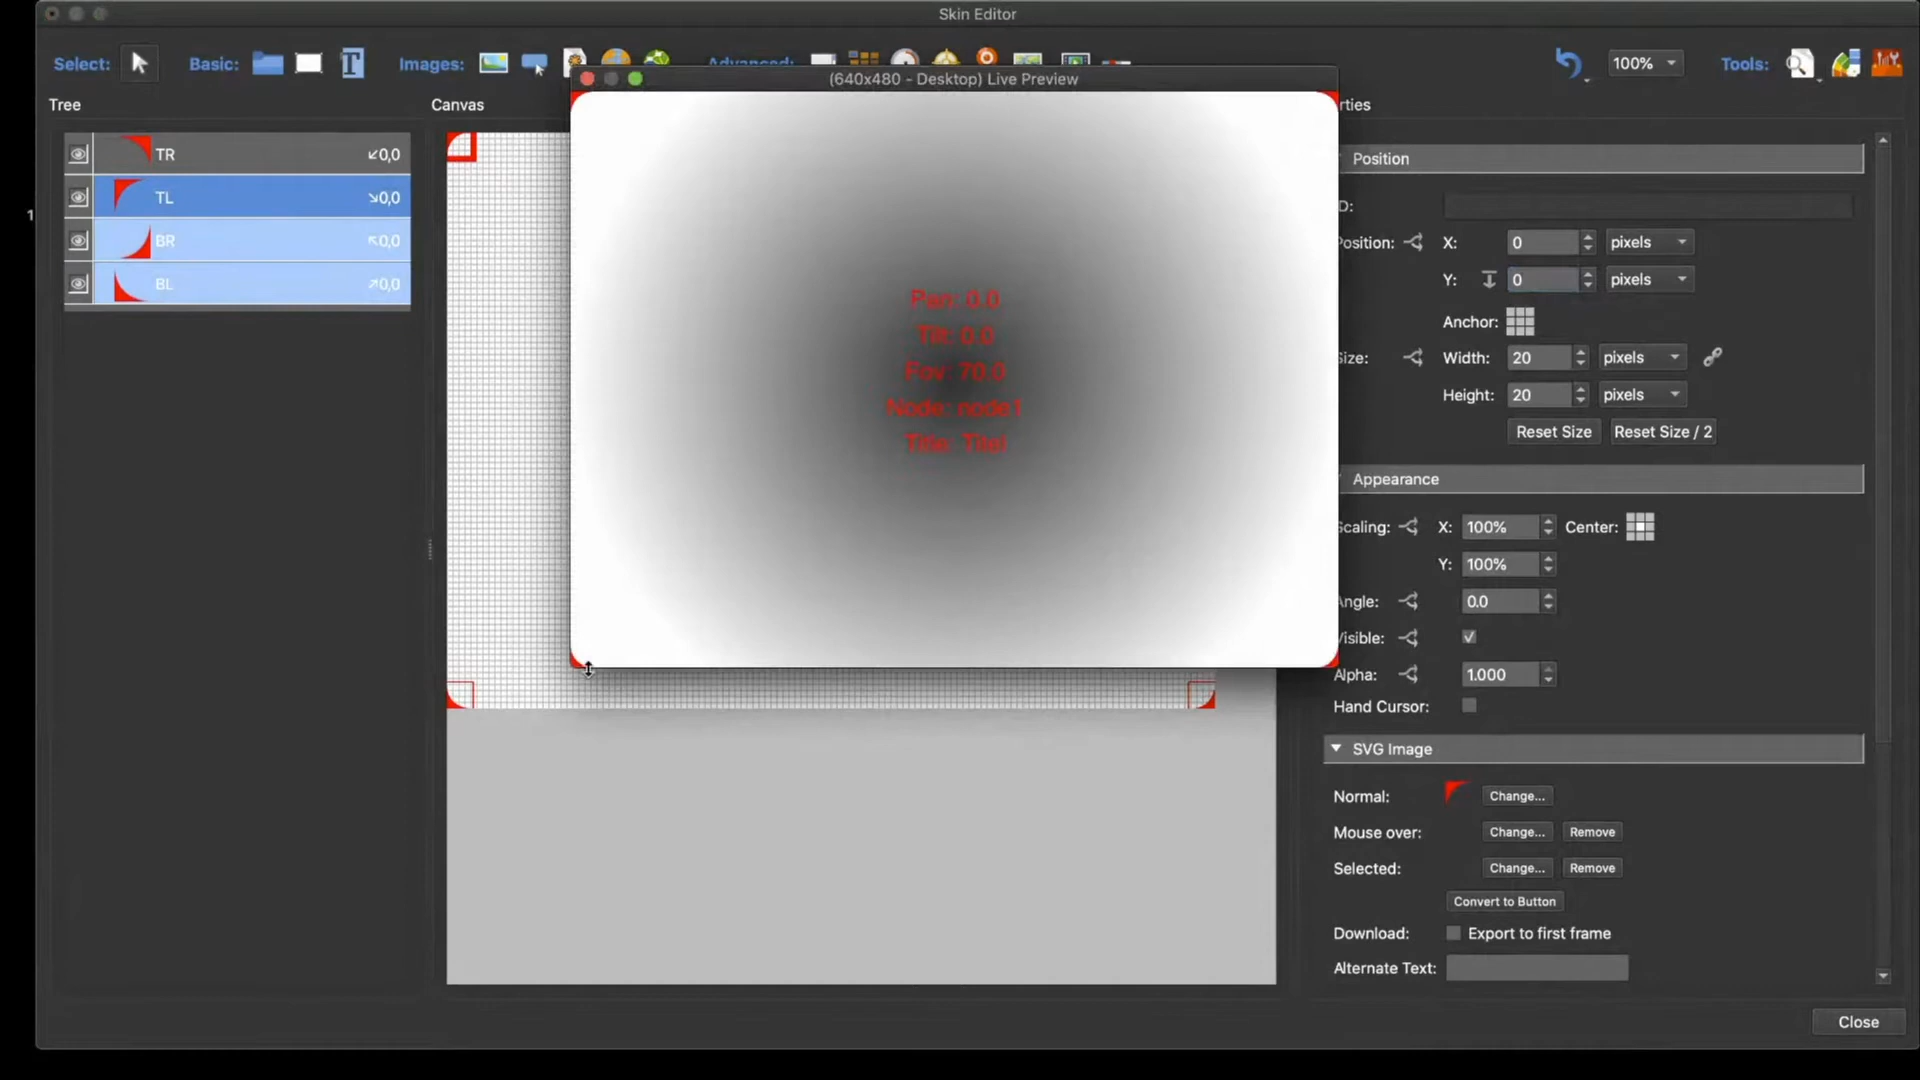 Skin Editor
Select:
Basic:
Images:
Advanced:
100%
Tools:
(640x480 - Desktop) Live Preview
Tree
Canvas
rties
TR
↙0,0
TL
↘0,0
BR
↖0,0
BL
↗0,0
1
Pan: 0.0
Tilt: 0.0
Fov: 70.0
Node: node1
Title: Titel
Position
D:
Position:
X:
0
pixels
Y:
0
pixels
Anchor:
Size:
Width:
20
pixels
Height:
20
pixels
Reset Size
Reset Size / 2
Appearance
Scaling:
X:
100%
Center:
Y:
100%
Angle:
0.0
Visible:
Alpha:
1.000
Hand Cursor:
SVG Image
Normal:
Change...
Mouse over:
Change...
Remove
Selected:
Change...
Remove
Convert to Button
Download:
Export to first frame
Alternate Text:
Close